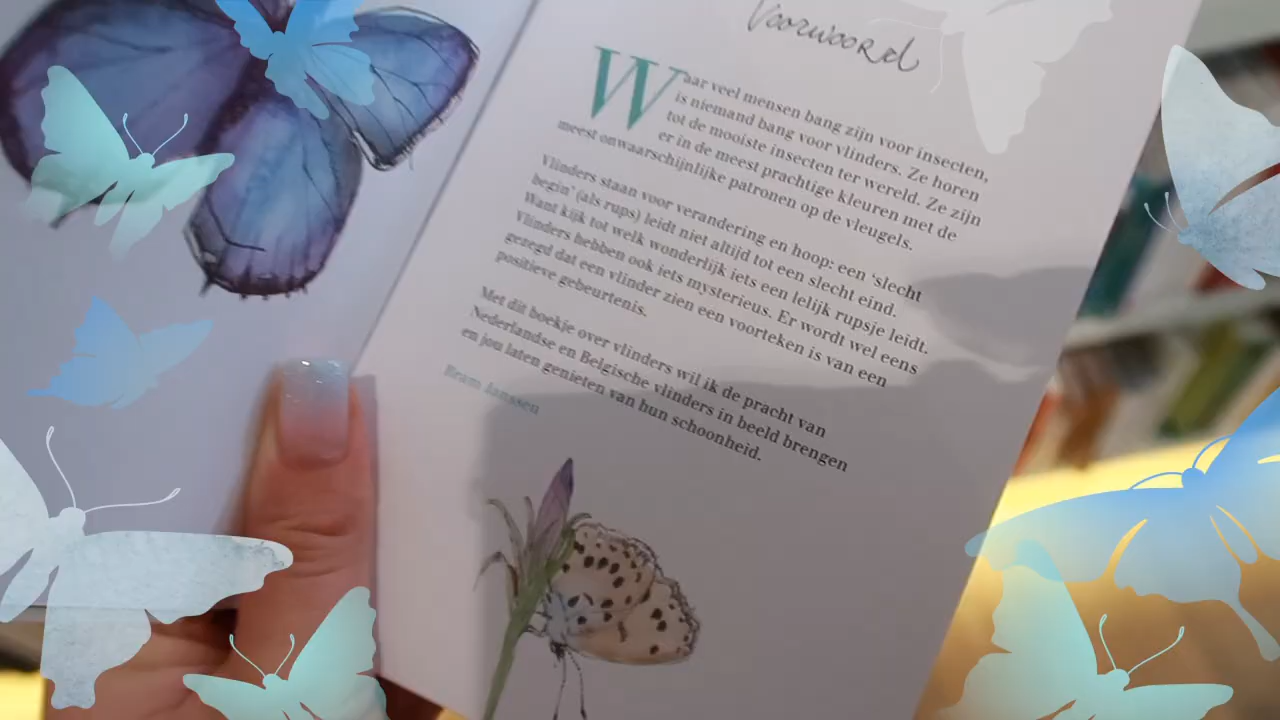 Voorwoord
Waar veel mensen bang zijn voor insecten,
is niemand bang voor vlinders. Ze horen
tot de mooiste insecten ter wereld. Ze zijn
er in de meest prachtige kleuren met de
meest onwaarschijnlijke patronen op de vleugels.
Vlinders staan voor verandering en hoop: een ‘slecht
begin’ (als rups) leidt niet altijd tot een slecht eind.
Want kijk tot welk wonderlijk iets een lelijk rupsje leidt.
Vlinders hebben ook iets mysterieus. Er wordt wel eens
gezegd dat een vlinder zien een voorteken is van een
positieve gebeurtenis.
Met dit boekje over vlinders wil ik de pracht van
Nederlandse en Belgische vlinders in beeld brengen
en jou laten genieten van hun schoonheid.
Bram Janssen